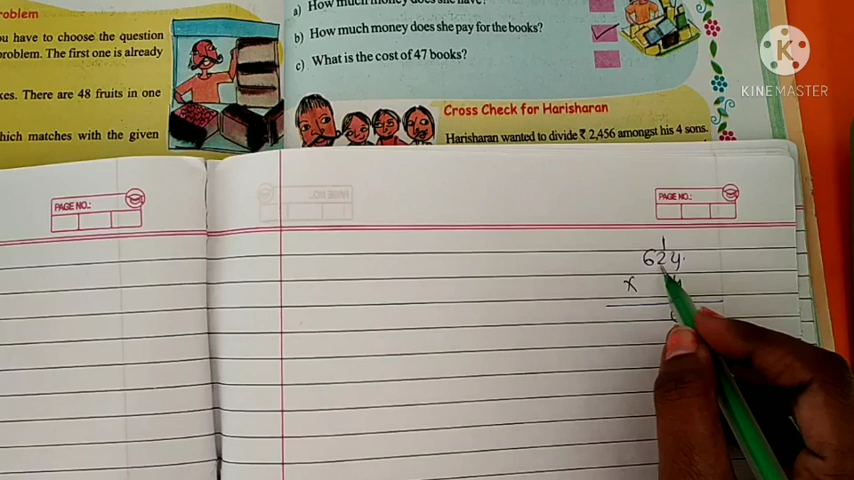 roblem
ou have to choose the question
problem. The first one is already
kes. There are 48 fruits in one
hich matches with the given
a) How much money does she have?
b) How much money does she pay for the books?
c) What is the cost of 47 books?
Cross Check for Harisharan
Harisharan wanted to divide ₹ 2,456 amongst his 4 sons.
KINEMASTER
PAGE NO.:
PAGE NO.:
1
624
x